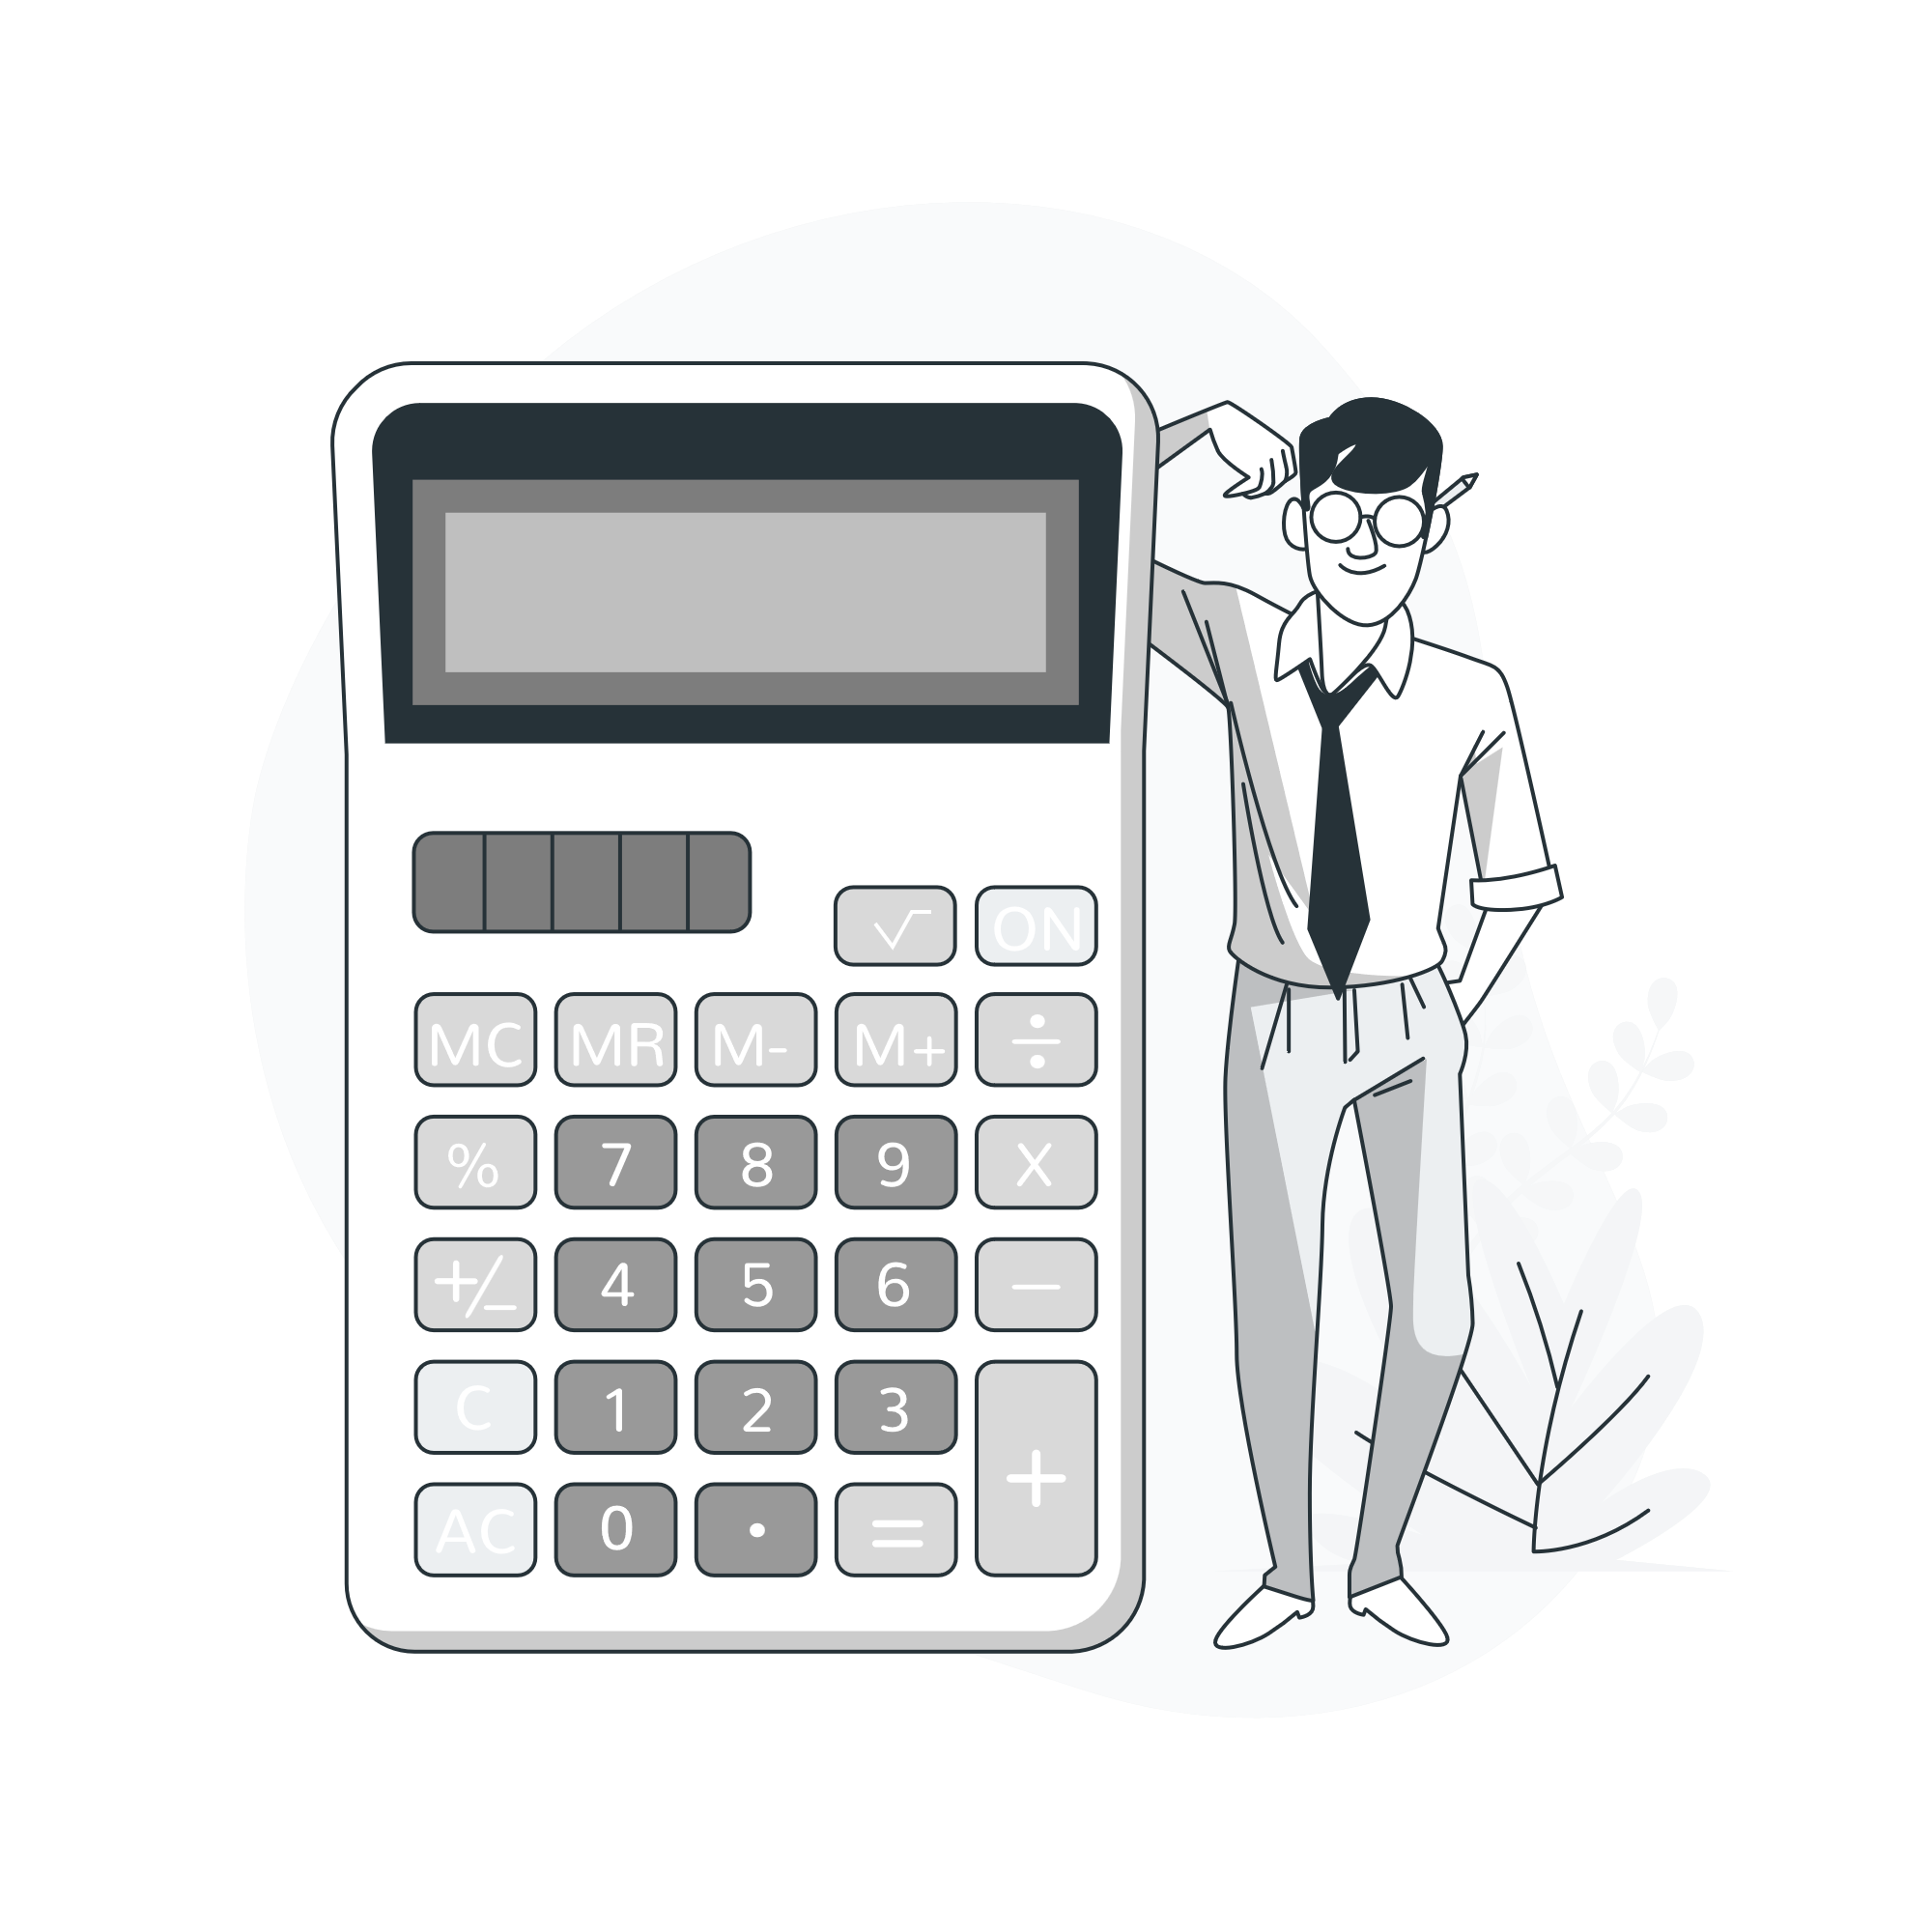 √ ON
MC MR M- M+ ÷
% 7 8 9 X
+/− 4 5 6 −
C 1 2 3
+
AC 0 . =